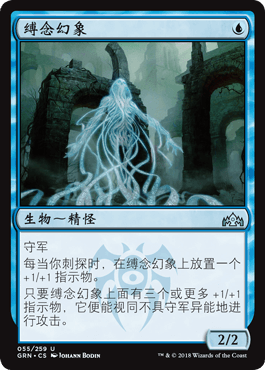 缚念幻象
生物～精怪
守军
每当你刺探时，在缚念幻象上放置一个
+1/+1 指示物。
只要缚念幻象上面有三个或更多 +1/+1
指示物，它便能视同不具守军异能地进
行攻击。
2/2
055/259 U
GRN • CS Johann Bodin
™ & © 2018 Wizards of the Coast